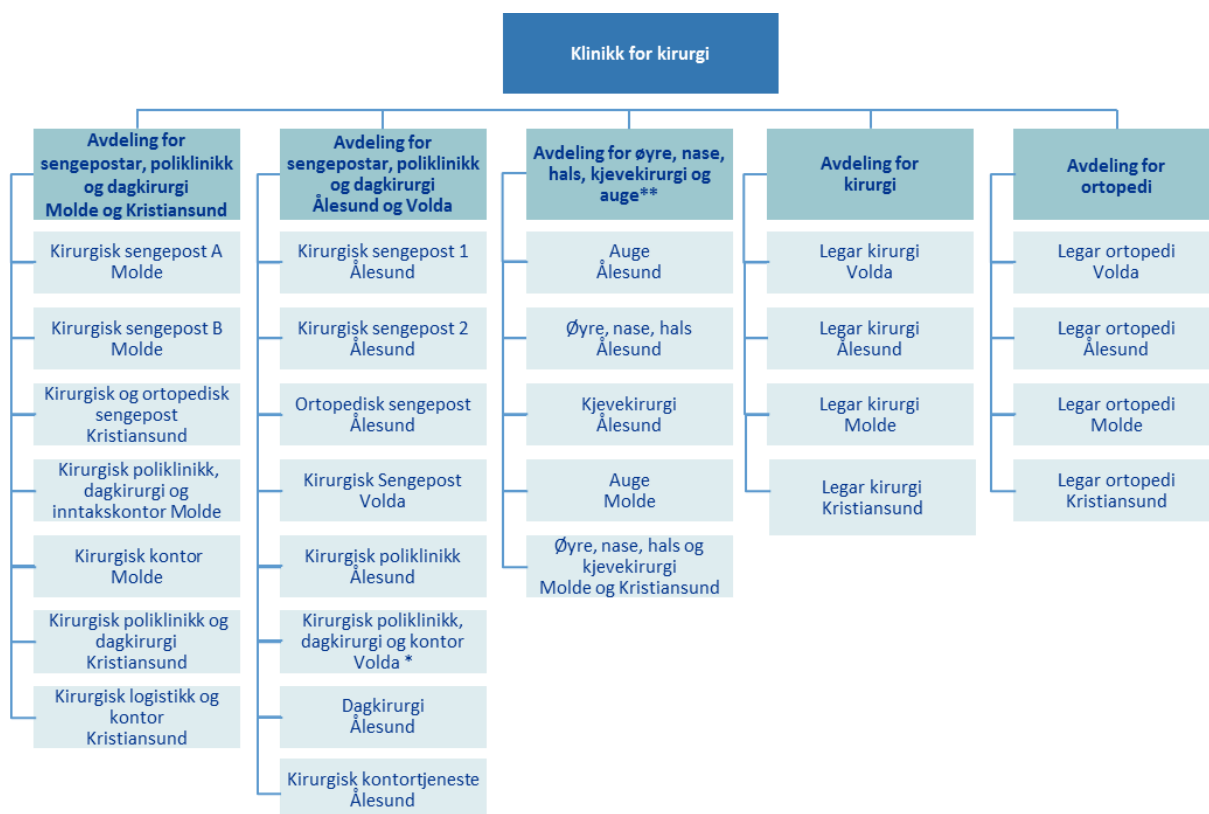 Klinikk for kirurgi
Avdeling for
sengepostar, poliklinikk
og dagkirurgi
Molde og Kristiansund
Kirurgisk sengepost A
Molde
Kirurgisk sengepost B
Molde
Kirurgisk og ortopedisk
sengepost
Kristiansund
Kirurgisk poliklinikk,
dagkirurgi og
inntakskontor Molde
Kirurgisk kontor
Molde
Kirurgisk poliklinikk og
dagkirurgi
Kristiansund
Kirurgisk logistikk og
kontor
Kristiansund
Avdeling for
sengepostar, poliklinikk
og dagkirurgi
Ålesund og Volda
Kirurgisk sengepost 1
Ålesund
Kirurgisk sengepost 2
Ålesund
Ortopedisk sengepost
Ålesund
Kirurgisk Sengepost
Volda
Kirurgisk poliklinikk
Ålesund
Kirurgisk poliklinikk,
dagkirurgi og kontor
Volda *
Dagkirurgi
Ålesund
Kirurgisk kontortjeneste
Ålesund
Avdeling for øyre, nase,
hals, kjevekirurgi og
auge**
Auge
Ålesund
Øyre, nase, hals
Ålesund
Kjevekirurgi
Ålesund
Auge
Molde
Øyre, nase, hals og
kjevekirurgi
Molde og Kristiansund
Avdeling for
kirurgi
Legar kirurgi
Volda
Legar kirurgi
Ålesund
Legar kirurgi
Molde
Legar kirurgi
Kristiansund
Avdeling for
ortopedi
Legar ortopedi
Volda
Legar ortopedi
Ålesund
Legar ortopedi
Molde
Legar ortopedi
Kristiansund